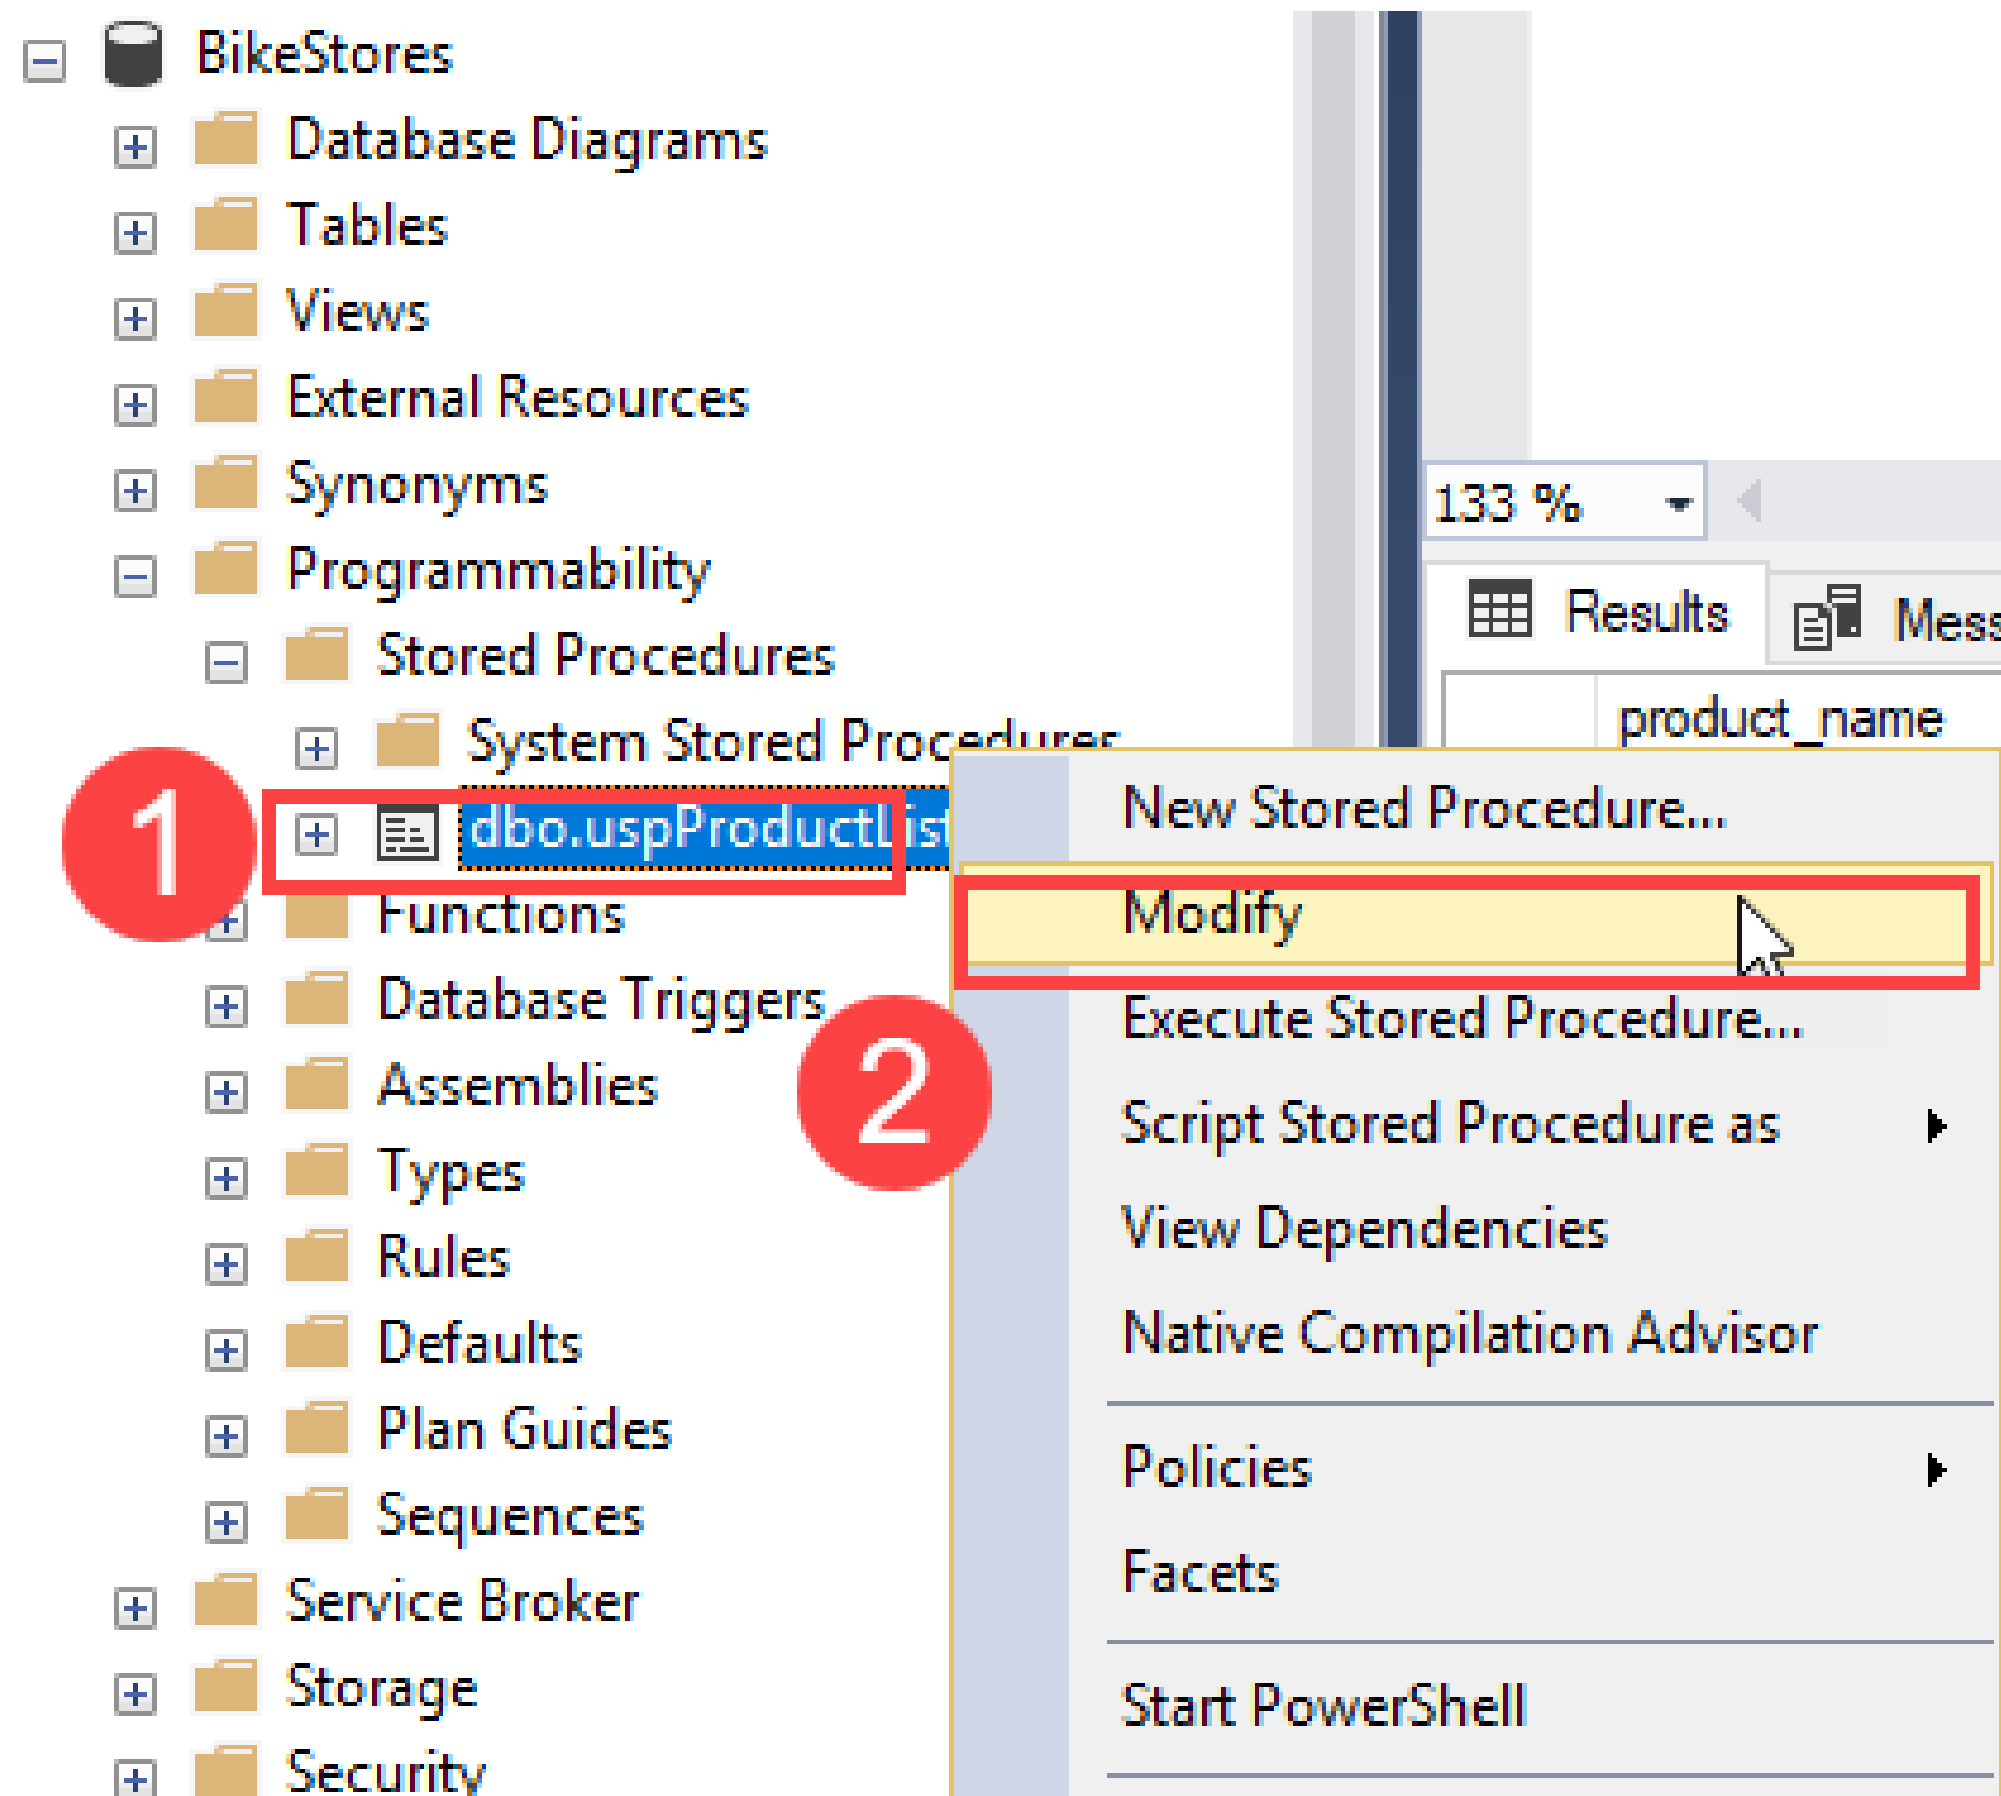 BikeStores
Database Diagrams
Tables
Views
External Resources
Synonyms
Programmability
Stored Procedures
System Stored Procedures
dbo.uspProductList
Functions
Database Triggers
Assemblies
Types
Rules
Defaults
Plan Guides
Sequences
Service Broker
Storage
Security
1
2
133 %
Results
Mess
product_name
New Stored Procedure...
Modify
Execute Stored Procedure...
Script Stored Procedure as
View Dependencies
Native Compilation Advisor
Policies
Facets
Start PowerShell